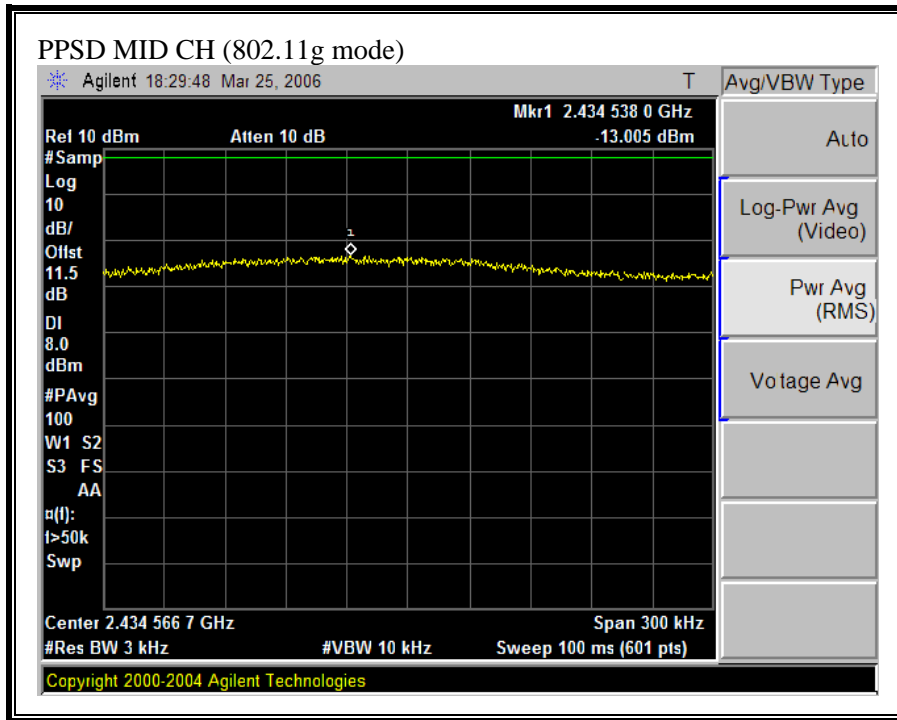 PPSD MID CH (802.11g mode)
Agilent 18:29:48 Mar 25, 2006 T
Mkr1 2.434 538 0 GHz
Ref 10 dBm Atten 10 dB -13.005 dBm
#Samp
Log
10
dB/
Offst
11.5
dB
DI
8.0
dBm
#PAvg
100
W1 S2
S3 FS
AA
¤(f):
f>50k
Swp
1
Center 2.434 566 7 GHz Span 300 kHz
#Res BW 3 kHz #VBW 10 kHz Sweep 100 ms (601 pts)
Copyright 2000-2004 Agilent Technologies
Avg/VBW Type
Auto
Log-Pwr Avg
(Video)
Pwr Avg
(RMS)
Vo tage Avg